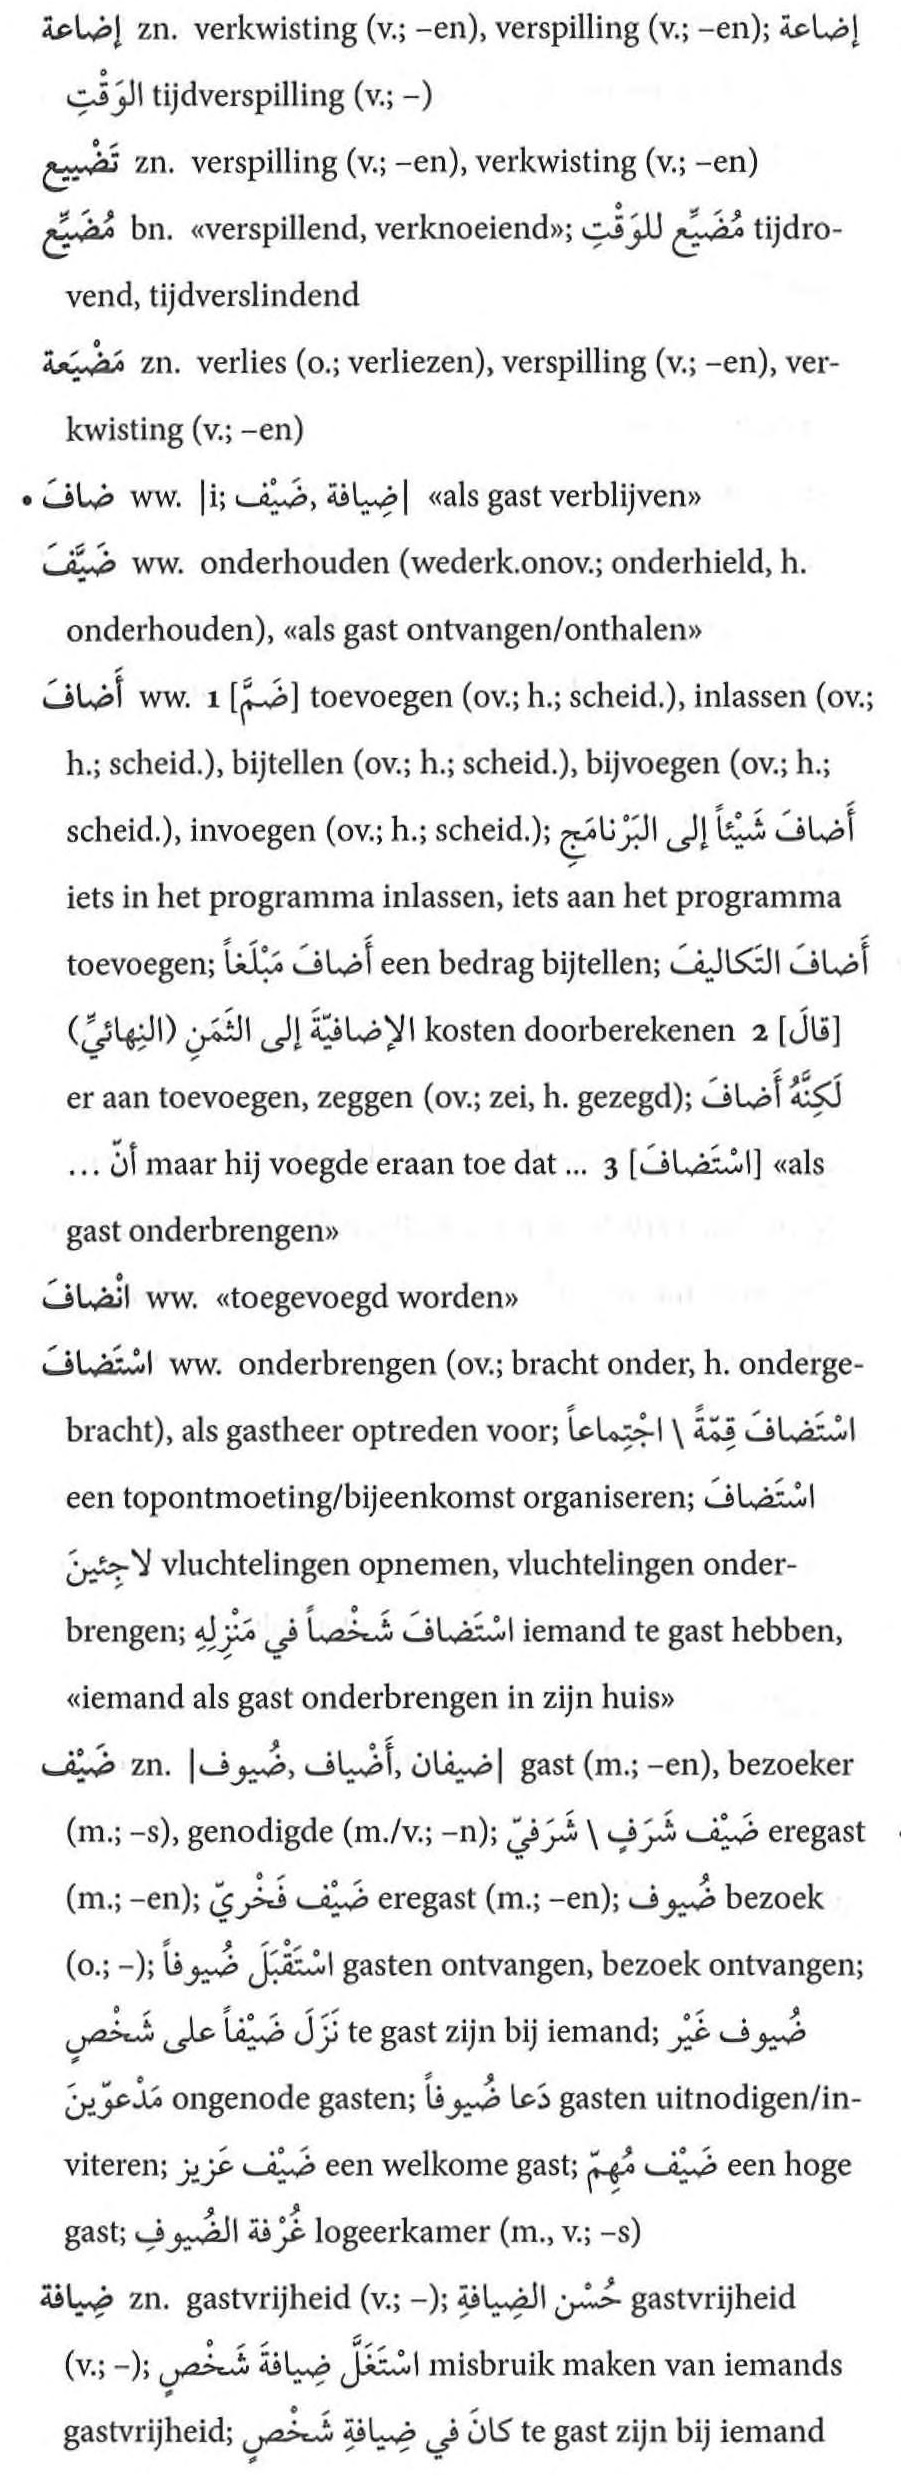 إضاعة zn. verkwisting (v.; –en), verspilling (v.; –en); إضاعة
الوَقْتِ tijdverspilling (v.; –)
تَضْييع zn. verspilling (v.; –en), verkwisting (v.; –en)
مُضَيِّع bn. «verspillend, verknoeiend»; مُضَيِّع للوَقْتِ tijdro-
vend, tijdverslindend
مَضْيَعة zn. verlies (o.; verliezen), verspilling (v.; –en), ver-
kwisting (v.; –en)
• ضافَ ww. |i; ضِيافة, ضَيْف| «als gast verblijven»
ضَيَّفَ ww. onderhouden (wederk.onov.; onderhield, h.
onderhouden), «als gast ontvangen/onthalen»
أَضافَ ww. 1 [ضَمَّ] toevoegen (ov.; h.; scheid.), inlassen (ov.;
h.; scheid.), bijtellen (ov.; h.; scheid.), bijvoegen (ov.; h.;
scheid.), invoegen (ov.; h.; scheid.); أَضافَ شَيْئاً إلى البَرْنامَجِ
iets in het programma inlassen, iets aan het programma
toevoegen; أَضافَ مَبْلَغاً een bedrag bijtellen; أَضافَ التَكاليفَ
الإضافيّةَ إلى الثَمَنِ (النِهائيِّ) kosten doorberekenen 2 [قالَ]
er aan toevoegen, zeggen (ov.; zei, h. gezegd); لَكِنَّهُ أَضافَ
أنّ ... maar hij voegde eraan toe dat ... 3 [اسْتَضافَ] «als
gast onderbrengen»
انْضافَ ww. «toegevoegd worden»
اسْتَضافَ ww. onderbrengen (ov.; bracht onder, h. onderge-
bracht), als gastheer optreden voor; اسْتَضافَ قِمّةً \ اجْتِماعاً
een topontmoeting/bijeenkomst organiseren; اسْتَضافَ
لاجِئينَ vluchtelingen opnemen, vluchtelingen onder-
brengen; اسْتَضافَ شَخْصاً في مَنْزِلِهِ iemand te gast hebben,
«iemand als gast onderbrengen in zijn huis»
ضَيْف zn. |ضيفان, أَضْياف, ضُيوف| gast (m.; –en), bezoeker
(m.; –s), genodigde (m./v.; –n); ضَيْف شَرَفٍ \ شَرَفيّ eregast
(m.; –en); ضَيْف فَخْريّ eregast (m.; –en); ضُيوف bezoek
(o.; –); اسْتَقْبَلَ ضُيوفاً gasten ontvangen, bezoek ontvangen;
نَزَلَ ضَيْفاً على شَخْصٍ te gast zijn bij iemand; ضُيوف غَيْر
مَدْعوّينَ ongenode gasten; دَعا ضُيوفاً gasten uitnodigen/in-
viteren; ضَيْف عَزيز een welkome gast; ضَيْف مُهِمّ een hoge
gast; غُرْفة الضُيوفِ logeerkamer (m., v.; –s)
ضِيافة zn. gastvrijheid (v.; –); حُسْن الضِيافةِ gastvrijheid
(v.; –); اسْتَغَلَّ ضِيافةَ شَخْصٍ misbruik maken van iemands
gastvrijheid; كانَ في ضِيافةِ شَخْصٍ te gast zijn bij iemand